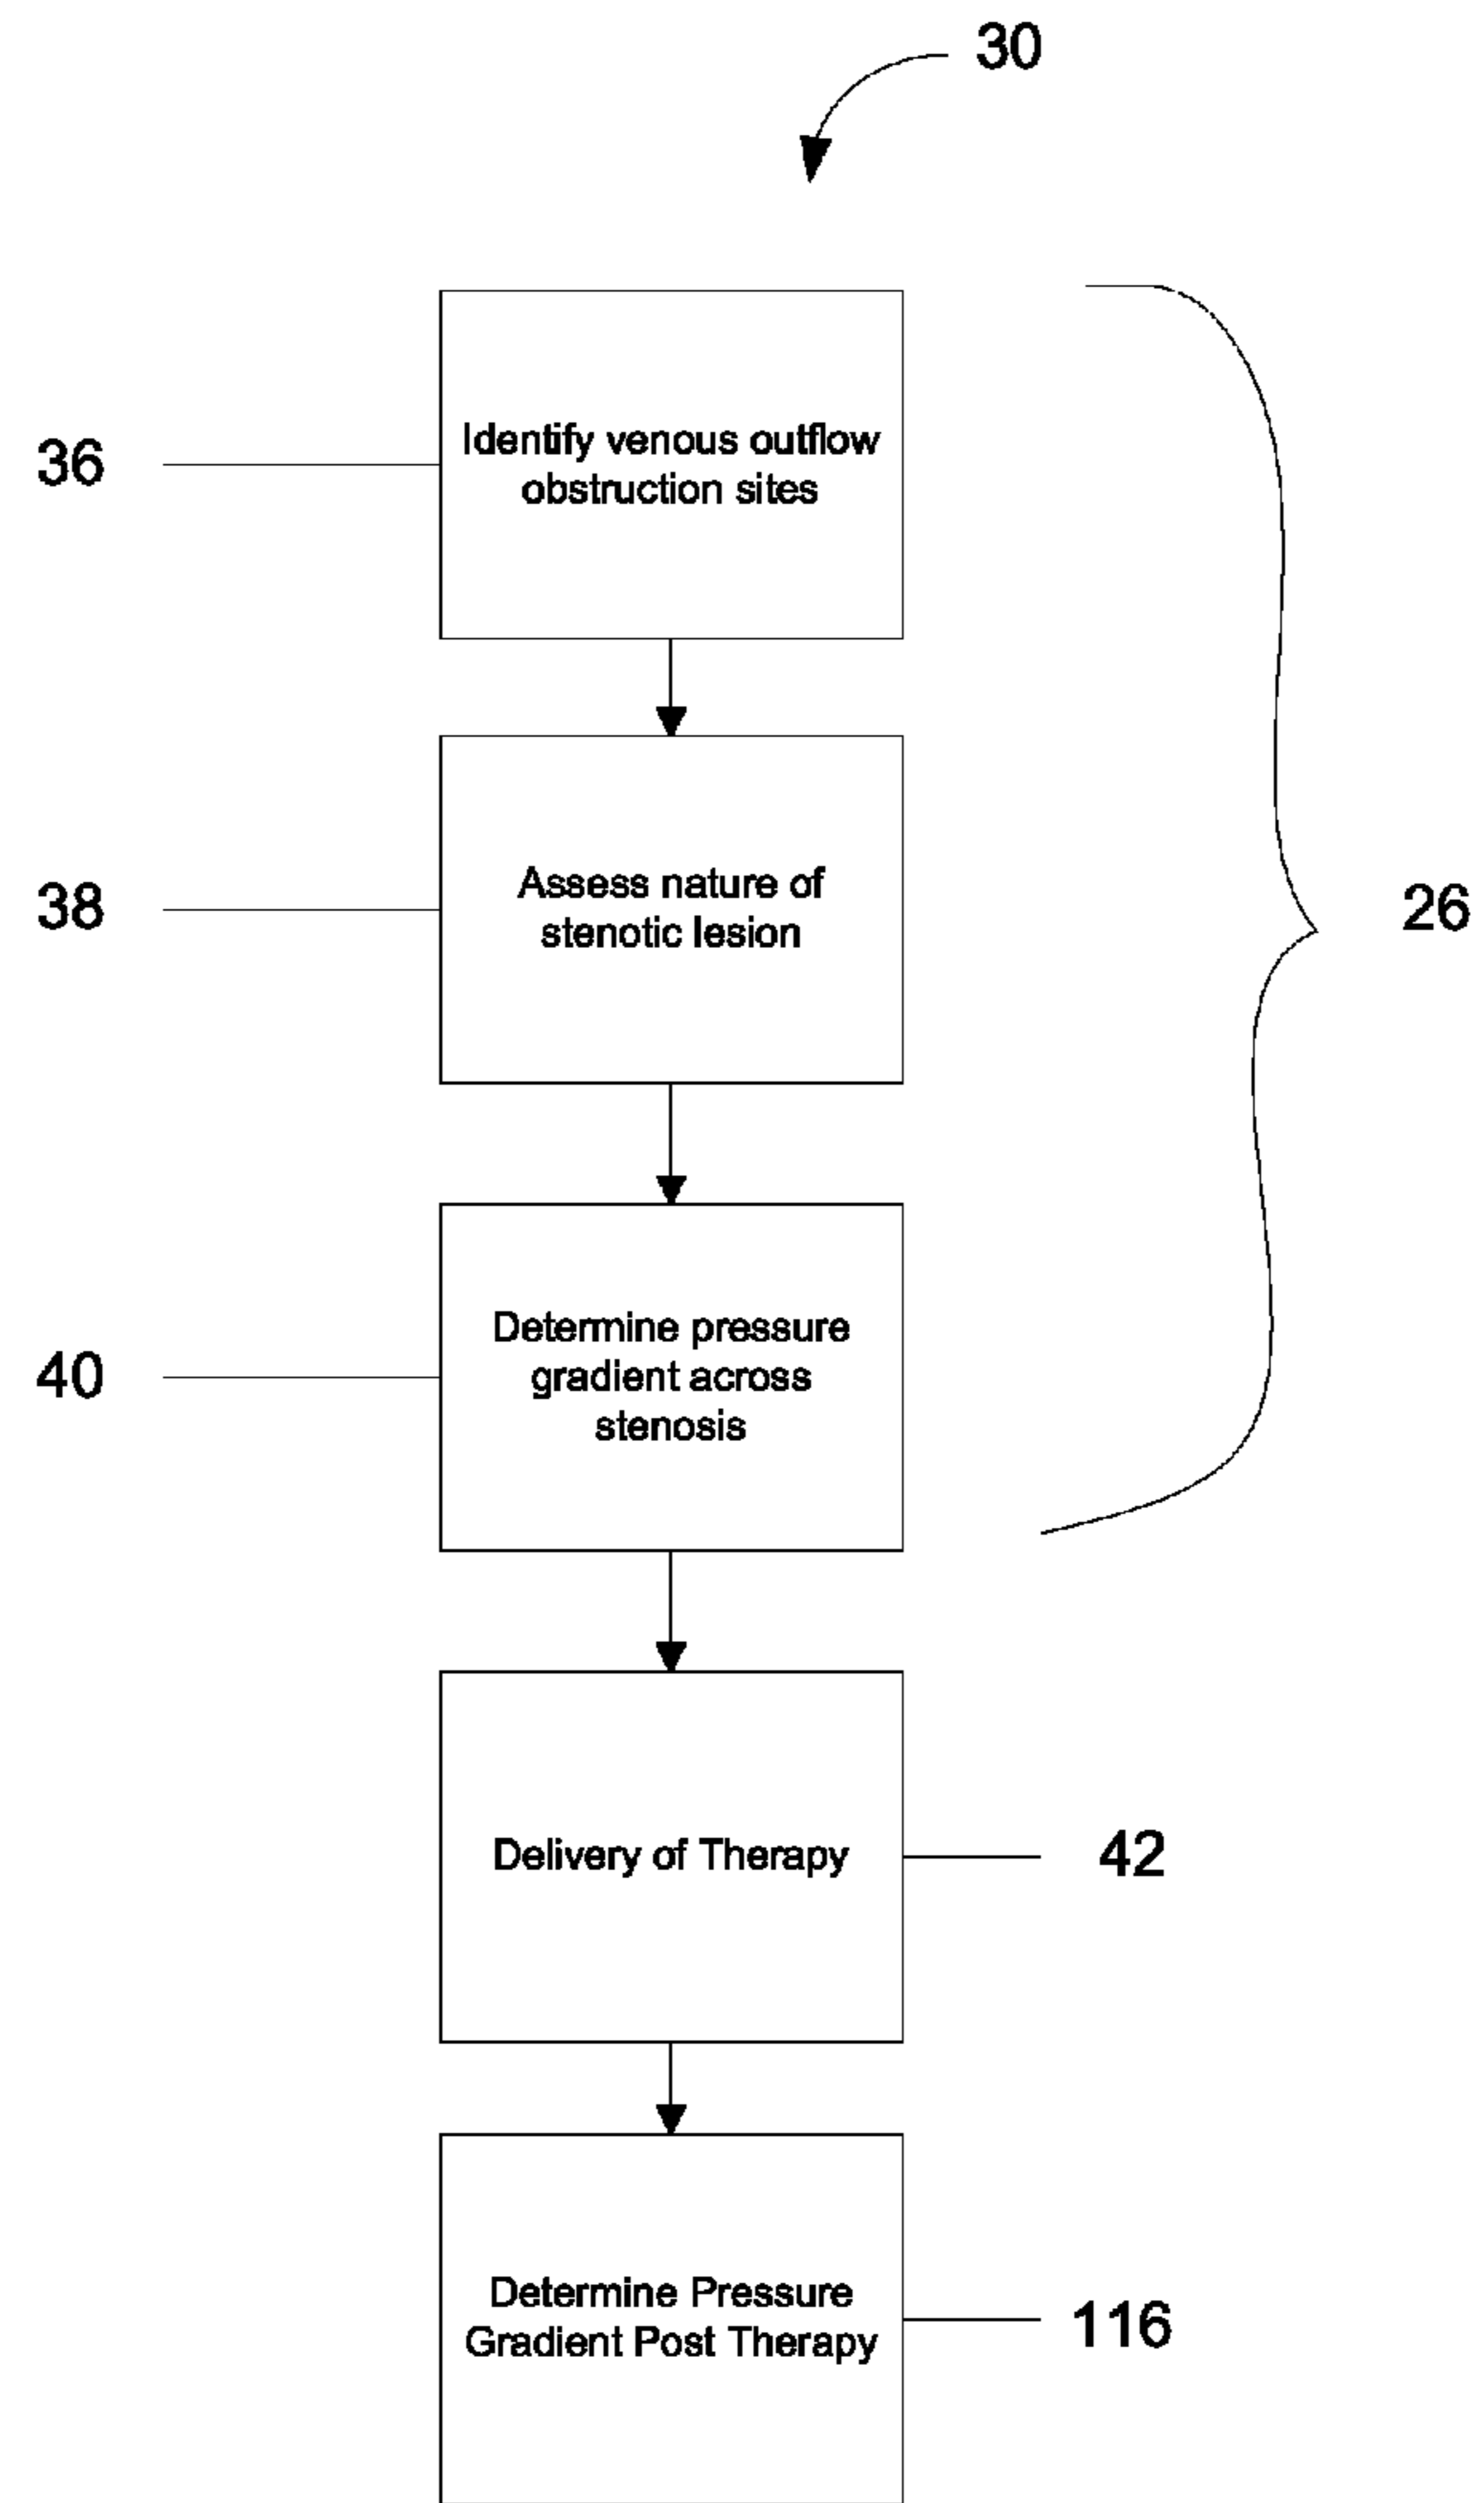 30
36
Identify venous outflow
obstruction sites
38
Assess nature of
stenotic lesion
26
40
Determine pressure
gradient across
stenosis
Delivery of Therapy
42
Determine Pressure
Gradient Post Therapy
116